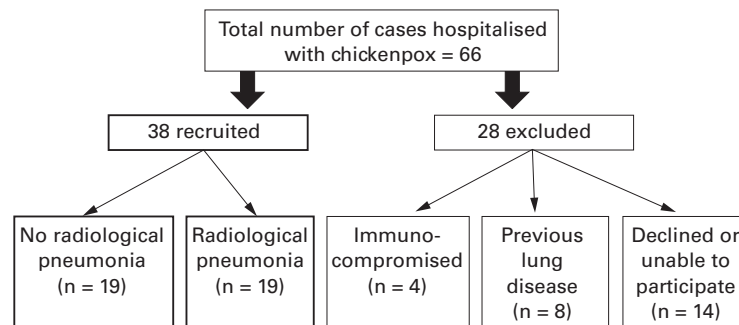 Total number of cases hospitalised
with chickenpox = 66
38 recruited
28 excluded
No radiological
pneumonia
(n = 19)
Radiological
pneumonia
(n = 19)
Immuno-
compromised
(n = 4)
Previous
lung
disease
(n = 8)
Declined or
unable to
participate
(n = 14)